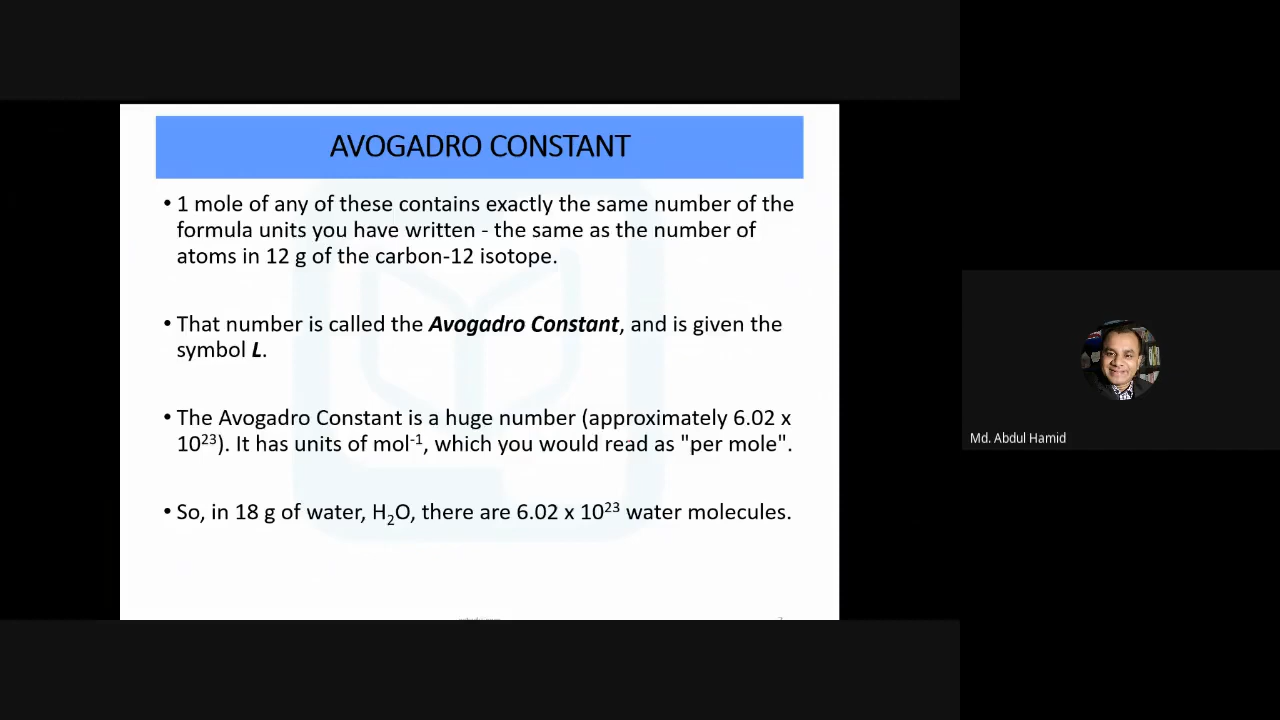 AVOGADRO CONSTANT
• 1 mole of any of these contains exactly the same number of the
formula units you have written - the same as the number of
atoms in 12 g of the carbon-12 isotope.
• That number is called the Avogadro Constant, and is given the
symbol L.
• The Avogadro Constant is a huge number (approximately 6.02 x
10²³). It has units of mol⁻¹, which you would read as "per mole".
• So, in 18 g of water, H₂O, there are 6.02 x 10²³ water molecules.
Md. Abdul Hamid